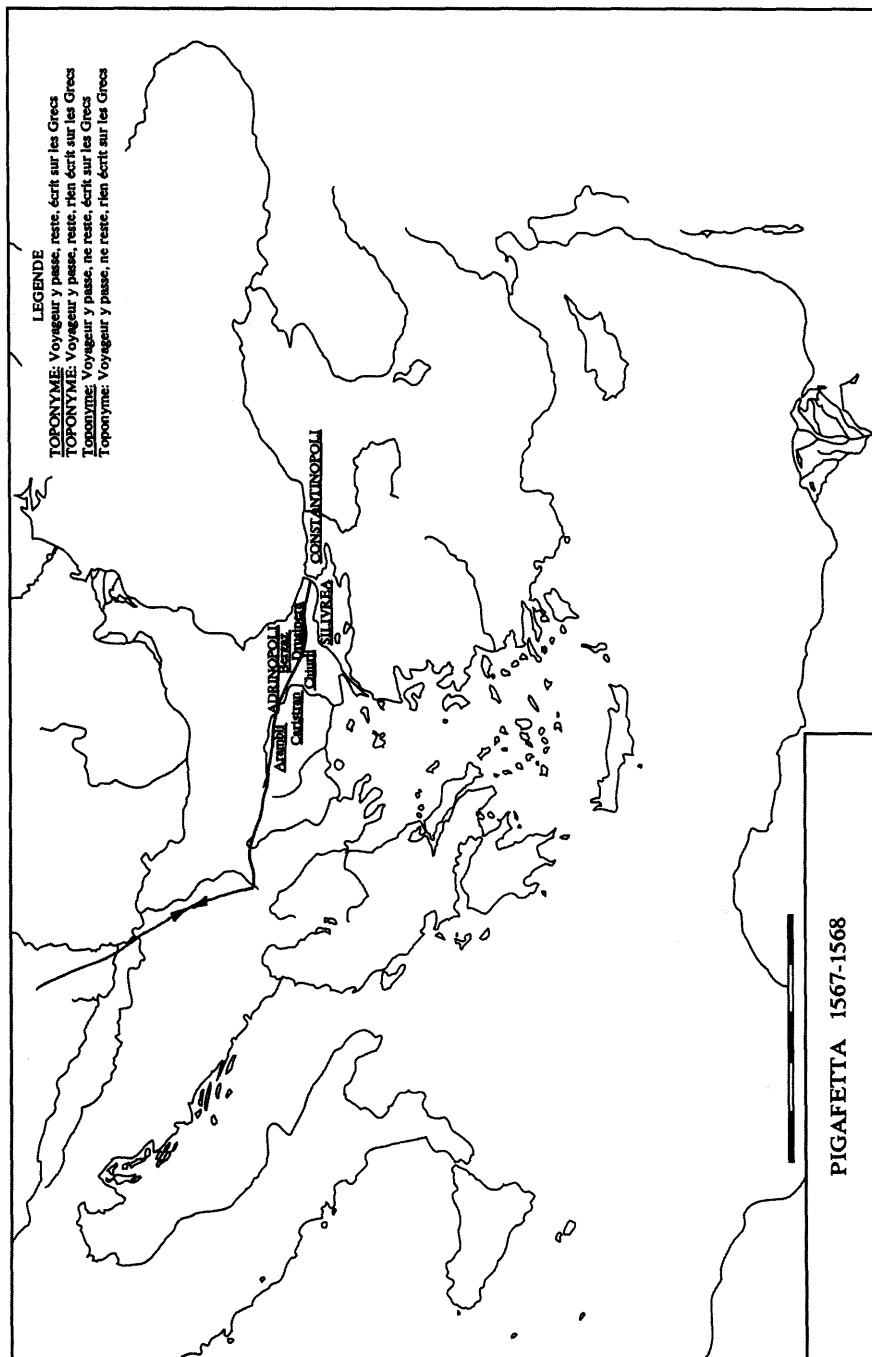 LEGENDE
TOPONYME: Voyageur y passe, reste, écrit sur les Grecs
TOPONYME: Voyageur y passe, reste, rien écrit sur les Grecs
Toponyme: Voyageur y passe, ne reste, écrit sur les Grecs
Toponyme: Voyageur y passe, ne reste, rien écrit sur les Grecs
CONSTANTINOPOLI
SILIVREA
ADRINOPOLI
Bergaz
Chiurli
Caristran
Arambli
PIGAFETTA 1567-1568